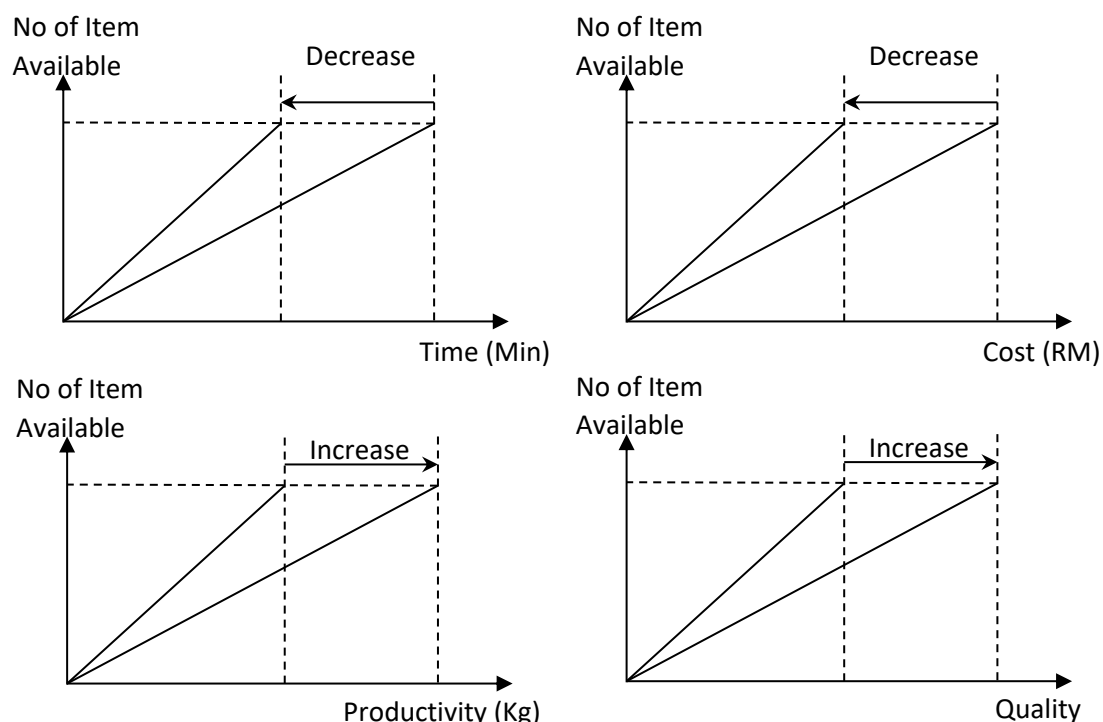 No of Item
Available
Decrease
Time (Min)
No of Item
Available
Decrease
Cost (RM)
No of Item
Available
Increase
Productivity (Kg)
No of Item
Available
Increase
Quality